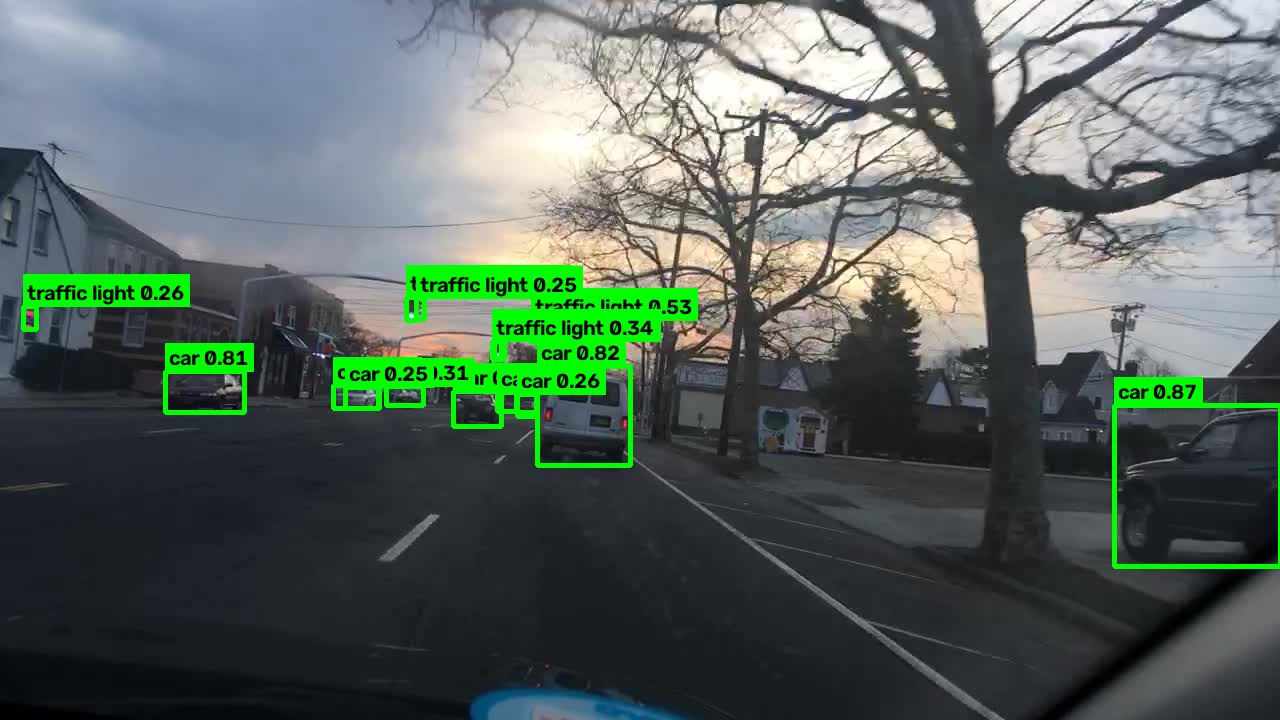 traffic light 0.26
traffic light 0.25
traffic light 0.53
traffic light 0.34
car 0.82
car 0.81
car 0.25
0.31
car 0.26
car 0.87